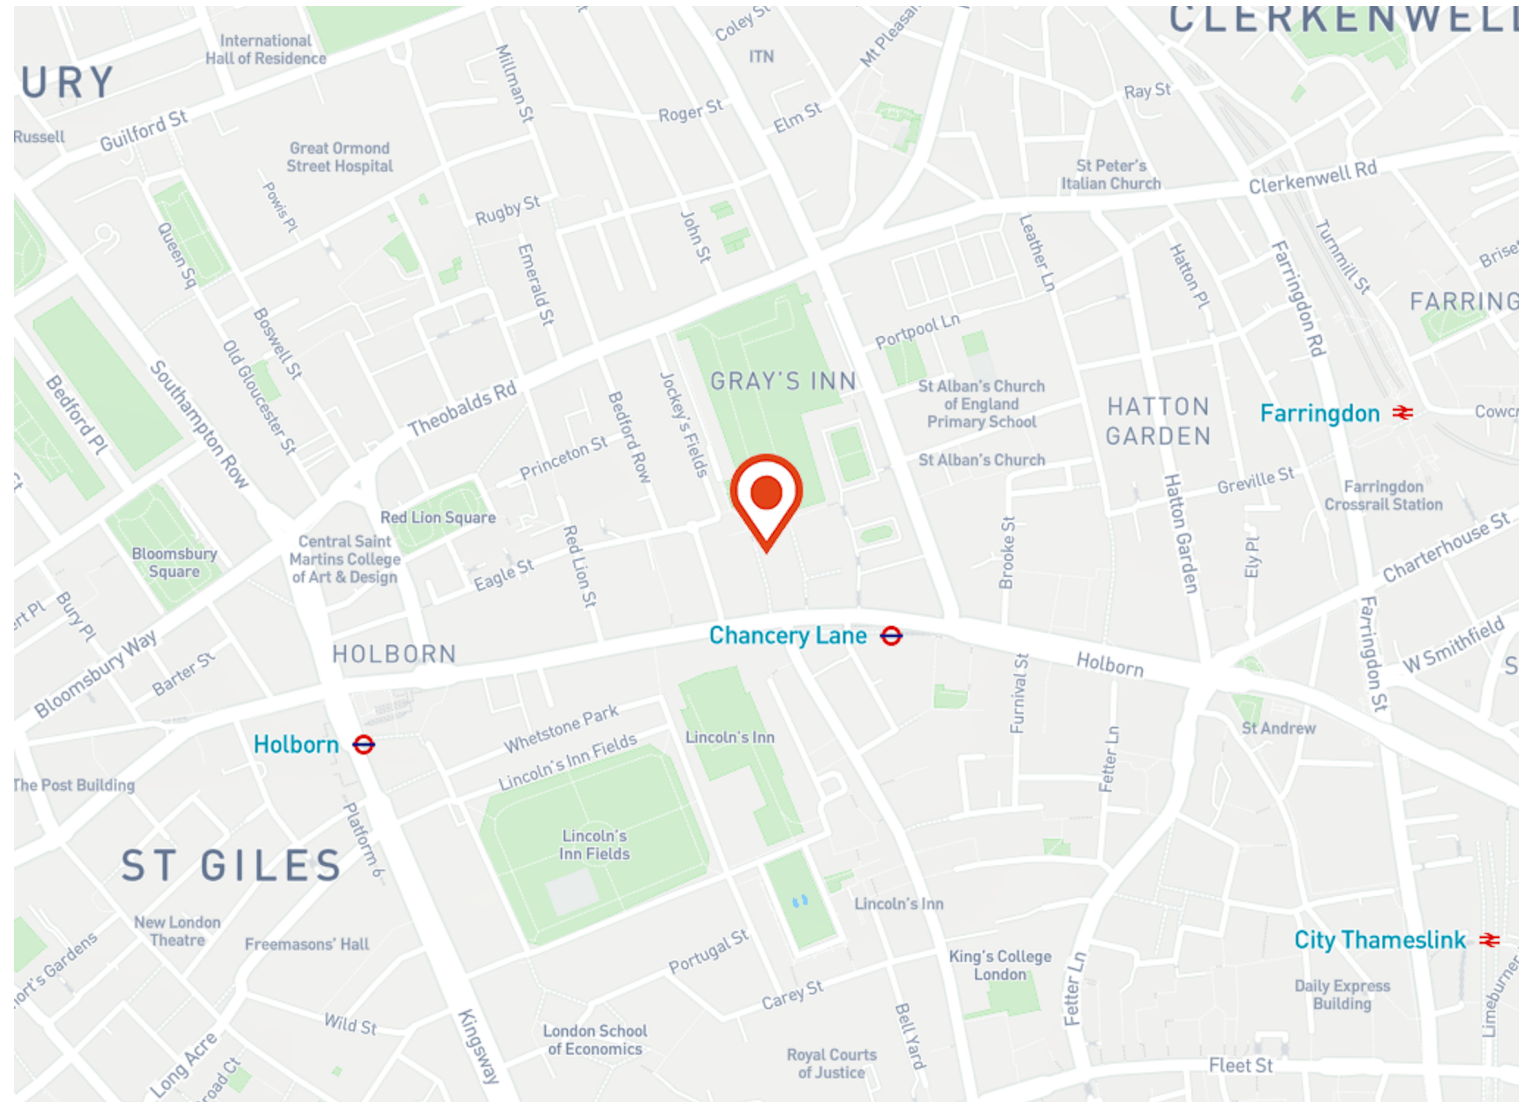 CLERKENWELL
Coley St
Mt Pleasan
International
Hall of Residence
ITN
Millman St
URY
Ray St
Roger St
Elm St
Guilford St
Russell
Great Ormond
Street Hospital
St Peter's
Italian Church
Clerkenwell Rd
Powis Pl
Rugby St
John St
Leather Ln
Queen Sq
Emerald St
Hatton Pl
Turnmill St
Farringdon Rd
Brise
FARRING
Boswell St
Portpool Ln
Old Gloucester St
Southampton Row
Bedford Pl
Theobalds Rd
Jockey's Fields
Bedford Row
GRAY'S INN
St Alban's Church
of England
Primary School
HATTON
GARDEN
Farringdon
Cowcr
Princeton St
St Alban's Church
Greville St
Farringdon
Crossrail Station
Red Lion Square
Hatton Garden
Central Saint
Martins College
of Art & Design
Bloomsbury
Square
Eagle St
Red Lion St
Brooke St
Ely Pl
Charterhouse St
ert Pl
Bury Pl
Bloomsbury Way
Barter St
HOLBORN
Chancery Lane
Holborn
Farringdon St
W Smithfield
S
Furnival St
Whetstone Park
Lincoln's Inn Fields
Lincoln's Inn
Holborn
St Andrew
Fetter Ln
The Post Building
Platform 6
Lincoln's
Inn Fields
ST GILES
New London
Theatre
Freemasons' Hall
Lincoln's Inn
ort's Gardens
Portugal St
King's College
London
City Thameslink
Carey St
Fetter Ln
Daily Express
Building
Limeburner
Wild St
Kingsway
London School
of Economics
Bell Yard
Long Acre
road Ct
Royal Courts
of Justice
Fleet St